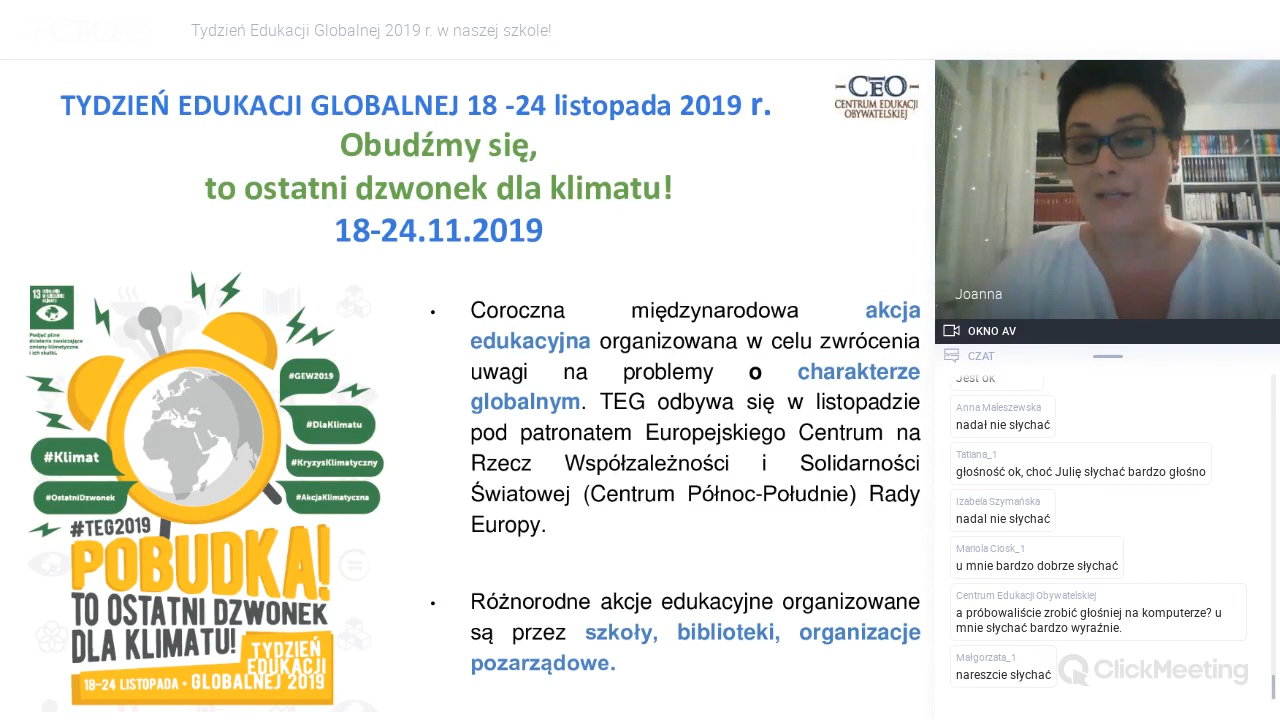 Tydzień Edukacji Globalnej 2019 r. w naszej szkole!
TYDZIEŃ EDUKACJI GLOBALNEJ 18 -24 listopada 2019 r.
Obudźmy się,
to ostatni dzwonek dla klimatu!
18-24.11.2019
CEO
CENTRUM EDUKACJI
OBYWATELSKIEJ
13
#GEW2019
#DlaKlimatu
#Klimat
#KryzysKlimatyczny
#OstatniDzwonek
#AkcjaKlimatyczna
#TEG2019
POBUDKA!
TO OSTATNI DZWONEK
DLA KLIMATU!
TYDZIEŃ
EDUKACJI
18-24 LISTOPADA • GLOBALNEJ 2019
• Coroczna międzynarodowa akcja
edukacyjna organizowana w celu zwrócenia
uwagi na problemy o charakterze
globalnym. TEG odbywa się w listopadzie
pod patronatem Europejskiego Centrum na
Rzecz Współzależności i Solidarności
Światowej (Centrum Północ-Południe) Rady
Europy.
• Różnorodne akcje edukacyjne organizowane
są przez szkoły, biblioteki, organizacje
pozarządowe.
Joanna
OKNO AV
CZAT
Jest ok
Anna Maleszewska
nadal nie słychać
Tatiana_1
głośność ok, choć Julię słychać bardzo głośno
Izabela Szymańska
nadal nie słychać
Mariola Ciosk_1
u mnie bardzo dobrze słychać
Centrum Edukacji Obywatelskiej
a próbowaliście zrobić głośniej na komputerze? u
mnie słychać bardzo wyraźnie.
Małgorzata_1
nareszcie słychać
ClickMeeting